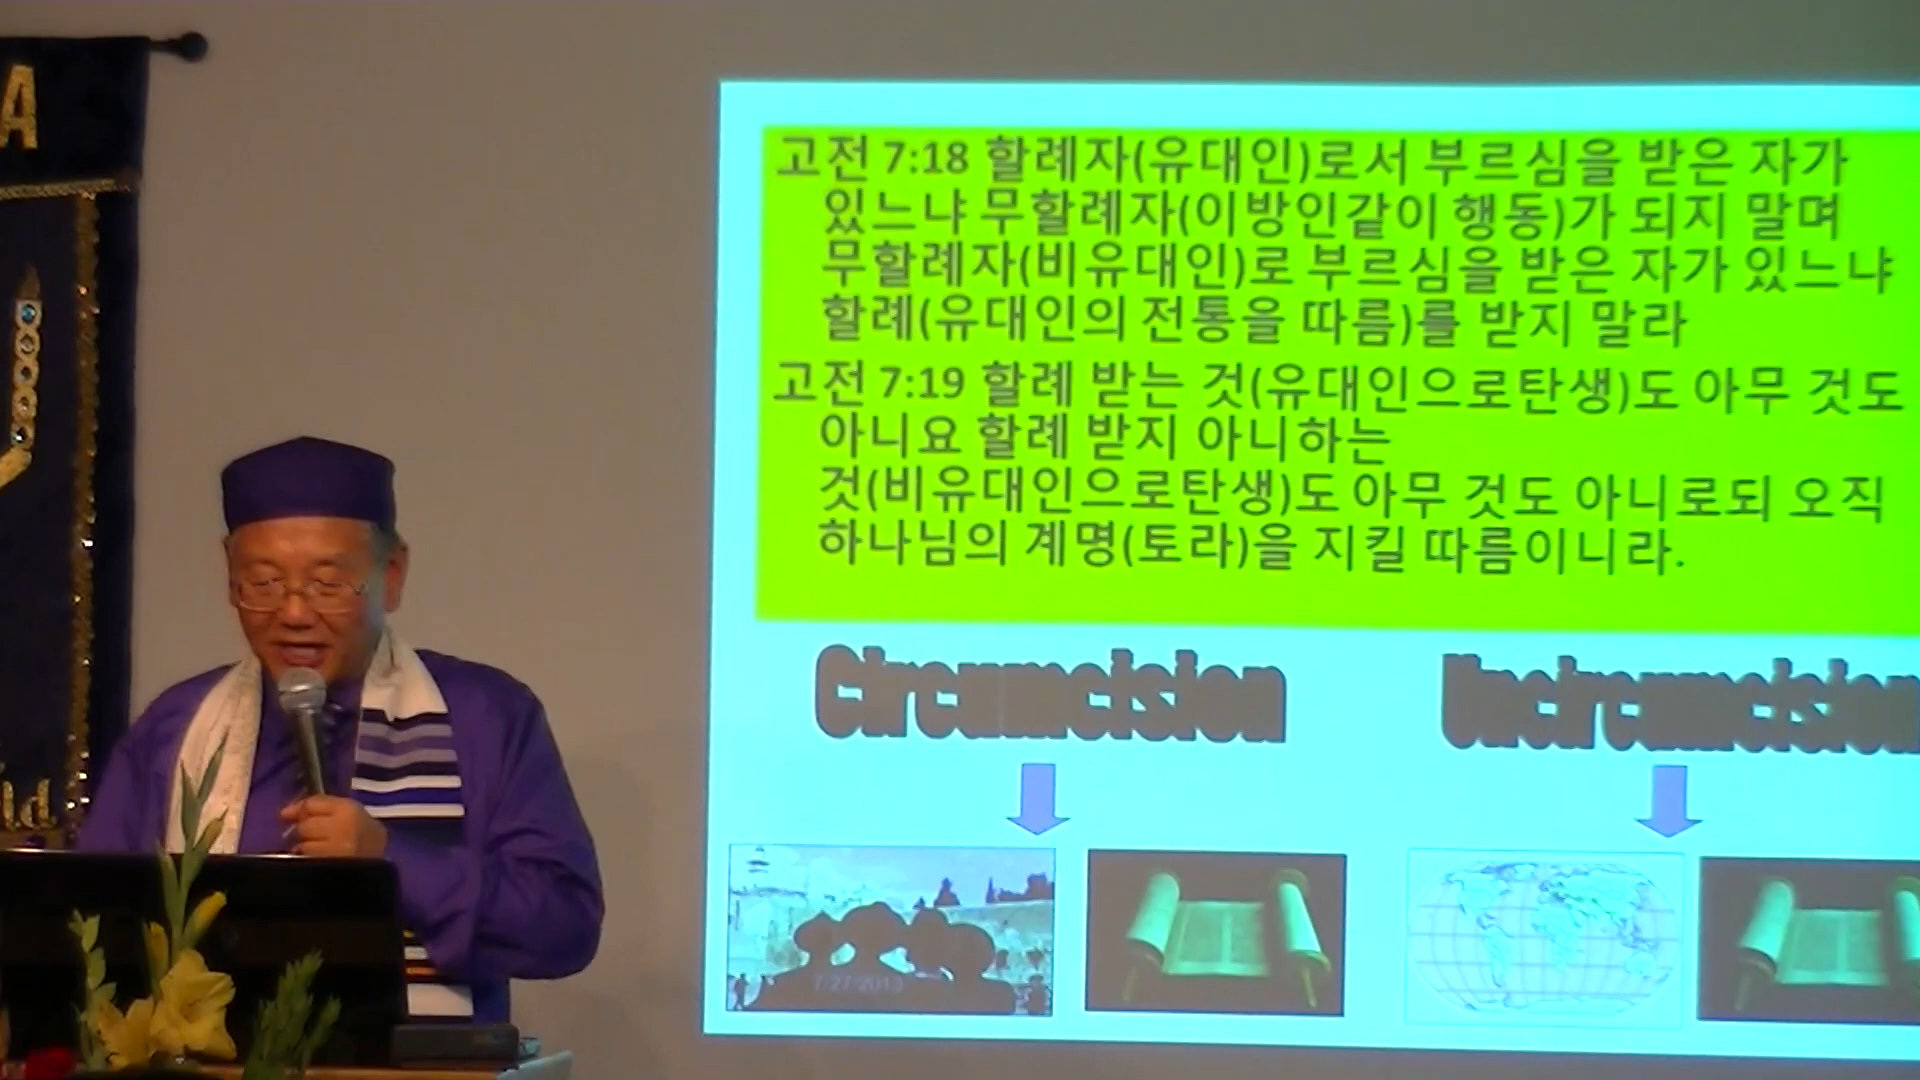 A
고전 7:18 할례자(유대인)로서 부르심을 받은 자가
있느냐 무할례자(이방인같이 행동)가 되지 말며
무할례자(비유대인)로 부르심을 받은 자가 있느냐
할례(유대인의 전통을 따름)를 받지 말라
고전 7:19 할례 받는 것(유대인으로탄생)도 아무 것도
아니요 할례 받지 아니하는
것(비유대인으로탄생)도 아무 것도 아니로되 오직
하나님의 계명(토라)을 지킬 따름이니라.
Circumcision
Uncircumcision
7/27/2013